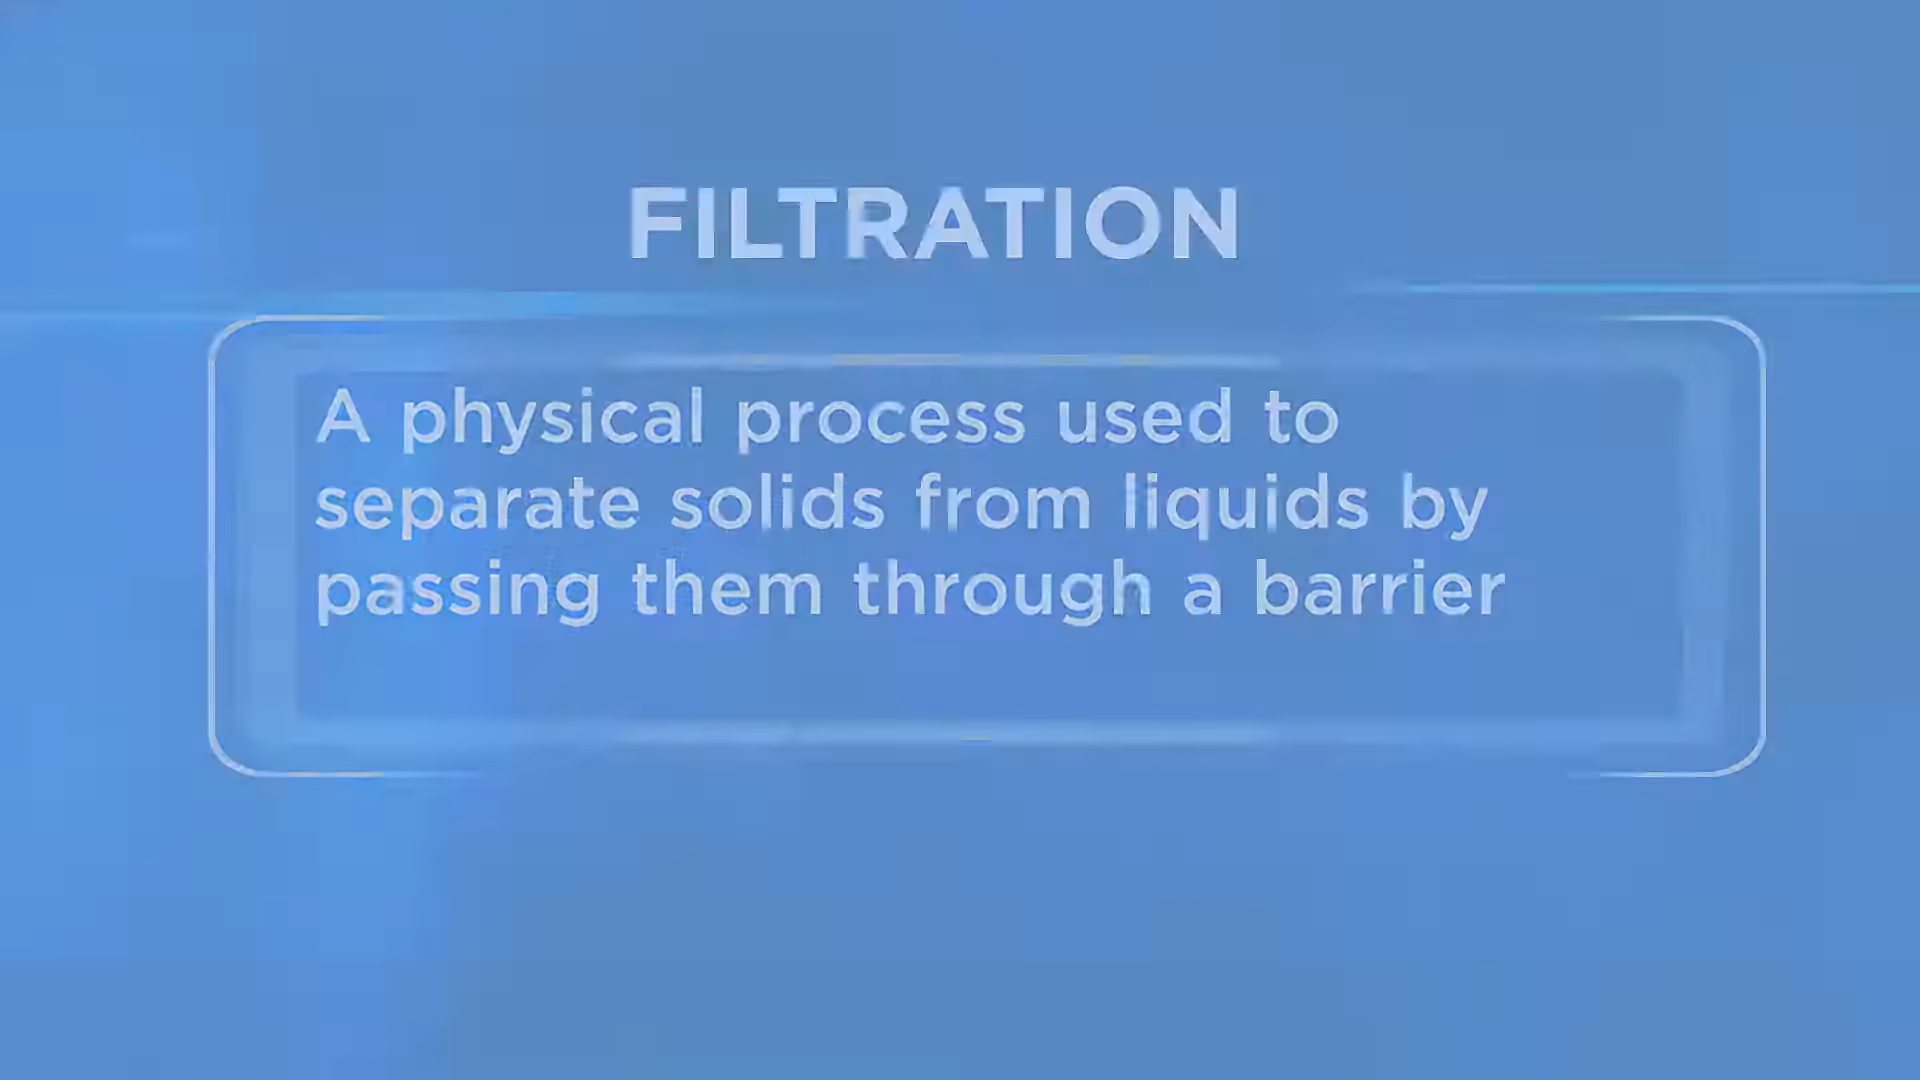 FILTRATION
A physical process used to
separate solids from liquids by
passing them through a barrier